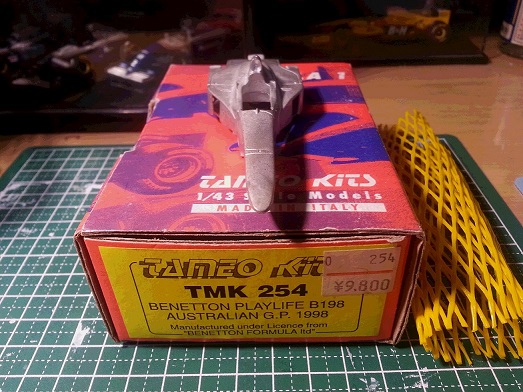 TAMEO KITS
1/43 Scale Models
MADE IN ITALY
TAMEO KIT
254
¥9,800
TMK 254
BENETTON PLAYLIFE B198
AUSTRALIAN G.P. 1998
Manufactured under Licence from
"BENETTON FORMULA ltd"